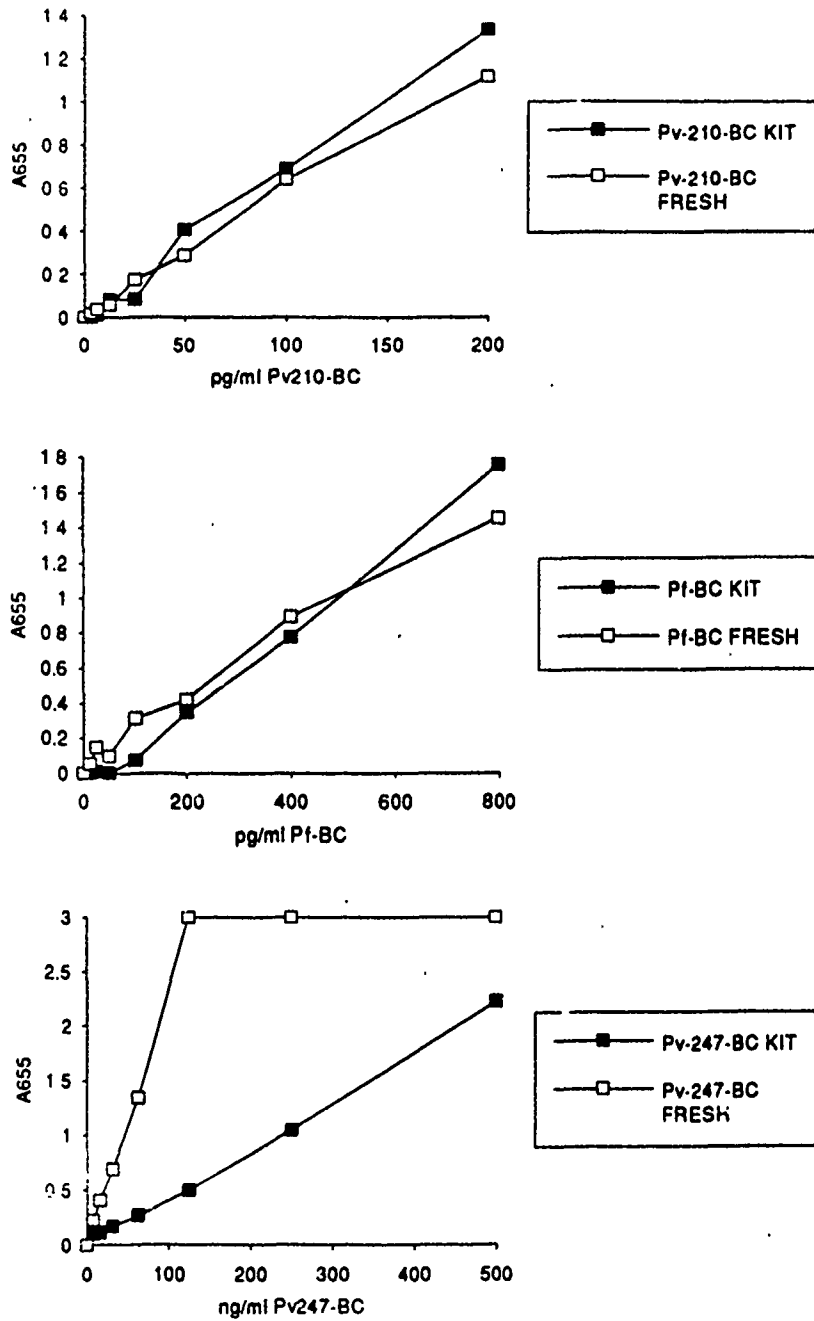 1 4
1.2
1
0 8
0 6
0 4
0 2
0
A655
0 50 100 150 200
pg/ml Pv210-BC
Pv-210-BC KIT
Pv-210-BC
FRESH
1 8
1 6
1.4
1.2
1
0.8
0.6
0.4
0.2
0
A655
0 200 400 600 800
pg/ml Pf-BC
Pf-BC KIT
Pf-BC FRESH
3
2.5
2
1.5
1
0.5
0
A655
0 100 200 300 400 500
ng/ml Pv247-BC
Pv-247-BC KIT
Pv-247-BC
FRESH